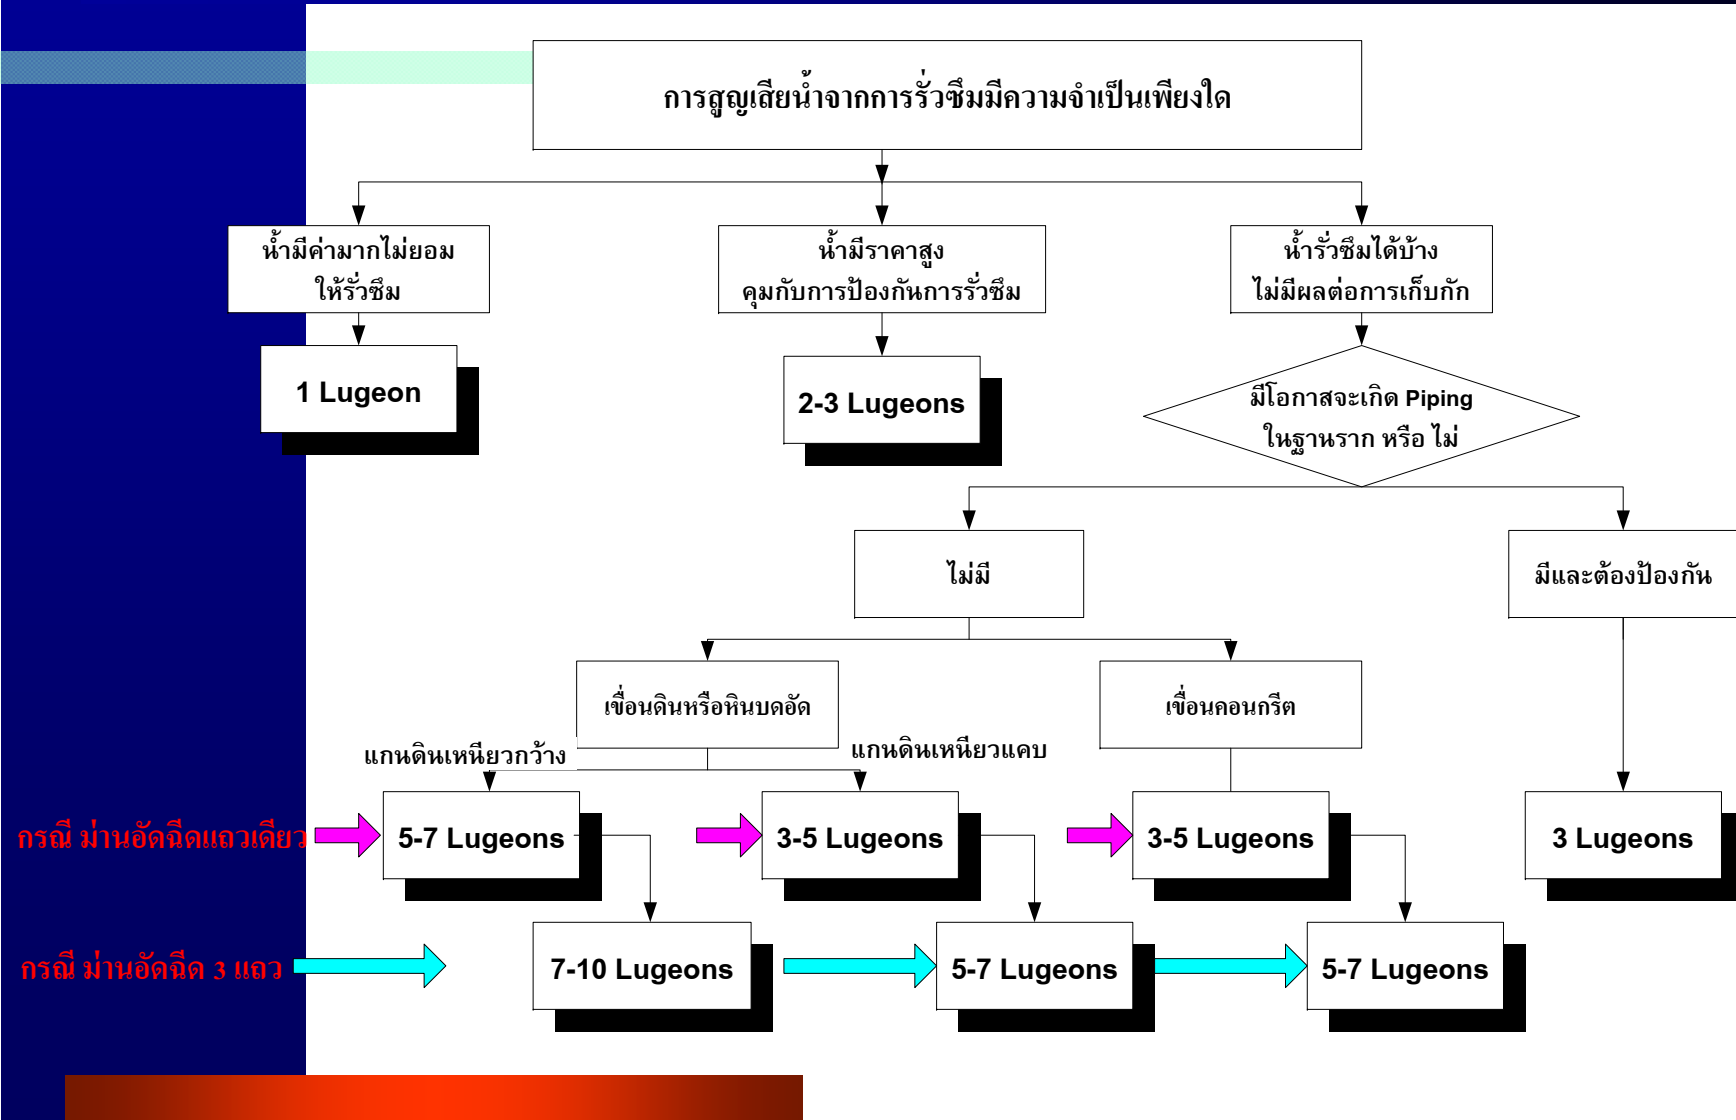 การสูญเสียน้ำจากการรั่วซึมมีความจำเป็นเพียงใด
น้ำมีค่ามากไม่ยอม
ให้รั่วซึม
น้ำมีราคาสูง
คุมกับการป้องกันการรั่วซึม
น้ำรั่วซึมได้บ้าง
ไม่มีผลต่อการเก็บกัก
1 Lugeon
2-3 Lugeons
มีโอกาสจะเกิด Piping
ในฐานราก หรือ ไม่
ไม่มี
มีและต้องป้องกัน
เขื่อนดินหรือหินบดอัด
เขื่อนคอนกรีต
แกนดินเหนียวกว้าง
แกนดินเหนียวแคบ
กรณี ม่านอัดฉีดแถวเดียว
5-7 Lugeons
3-5 Lugeons
3-5 Lugeons
3 Lugeons
กรณี ม่านอัดฉีด 3 แถว
7-10 Lugeons
5-7 Lugeons
5-7 Lugeons